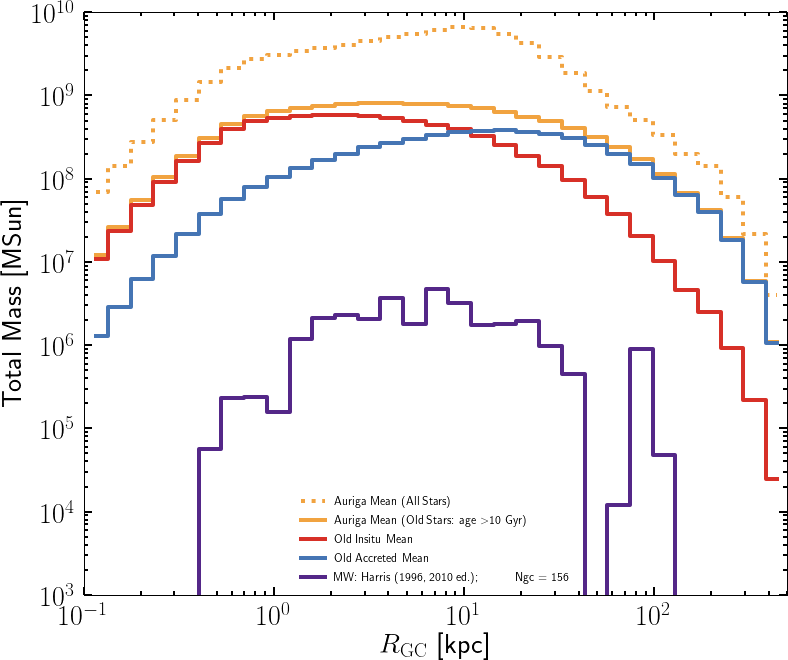 10^10
10^9
10^8
10^7
10^6
10^5
10^4
10^3
Total Mass [MSun]
Auriga Mean (All Stars)
Auriga Mean (Old Stars: age >10 Gyr)
Old Insitu Mean
Old Accreted Mean
MW: Harris (1996, 2010 ed.); Ngc = 156
10^-1 10^0 10^1 10^2
R_GC [kpc]